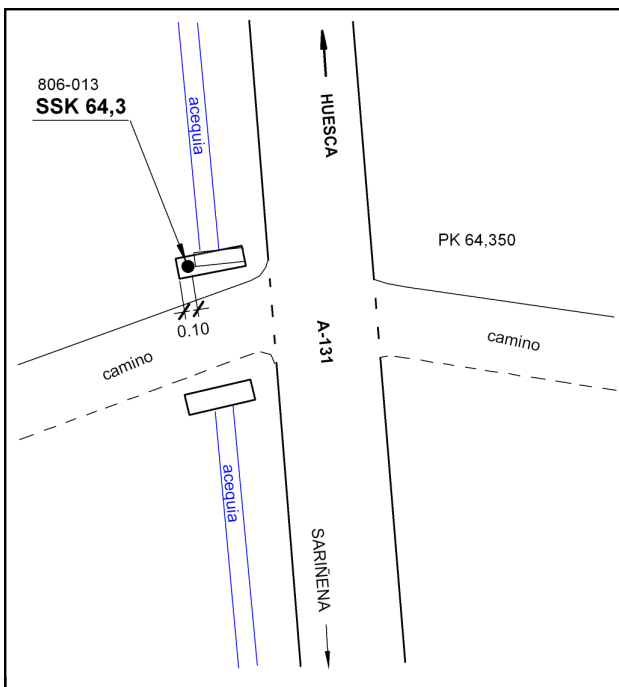 806-013
SSK 64,3
acequia
HUESCA
PK 64,350
0.10
A-131
camino
camino
acequia
SARIÑENA